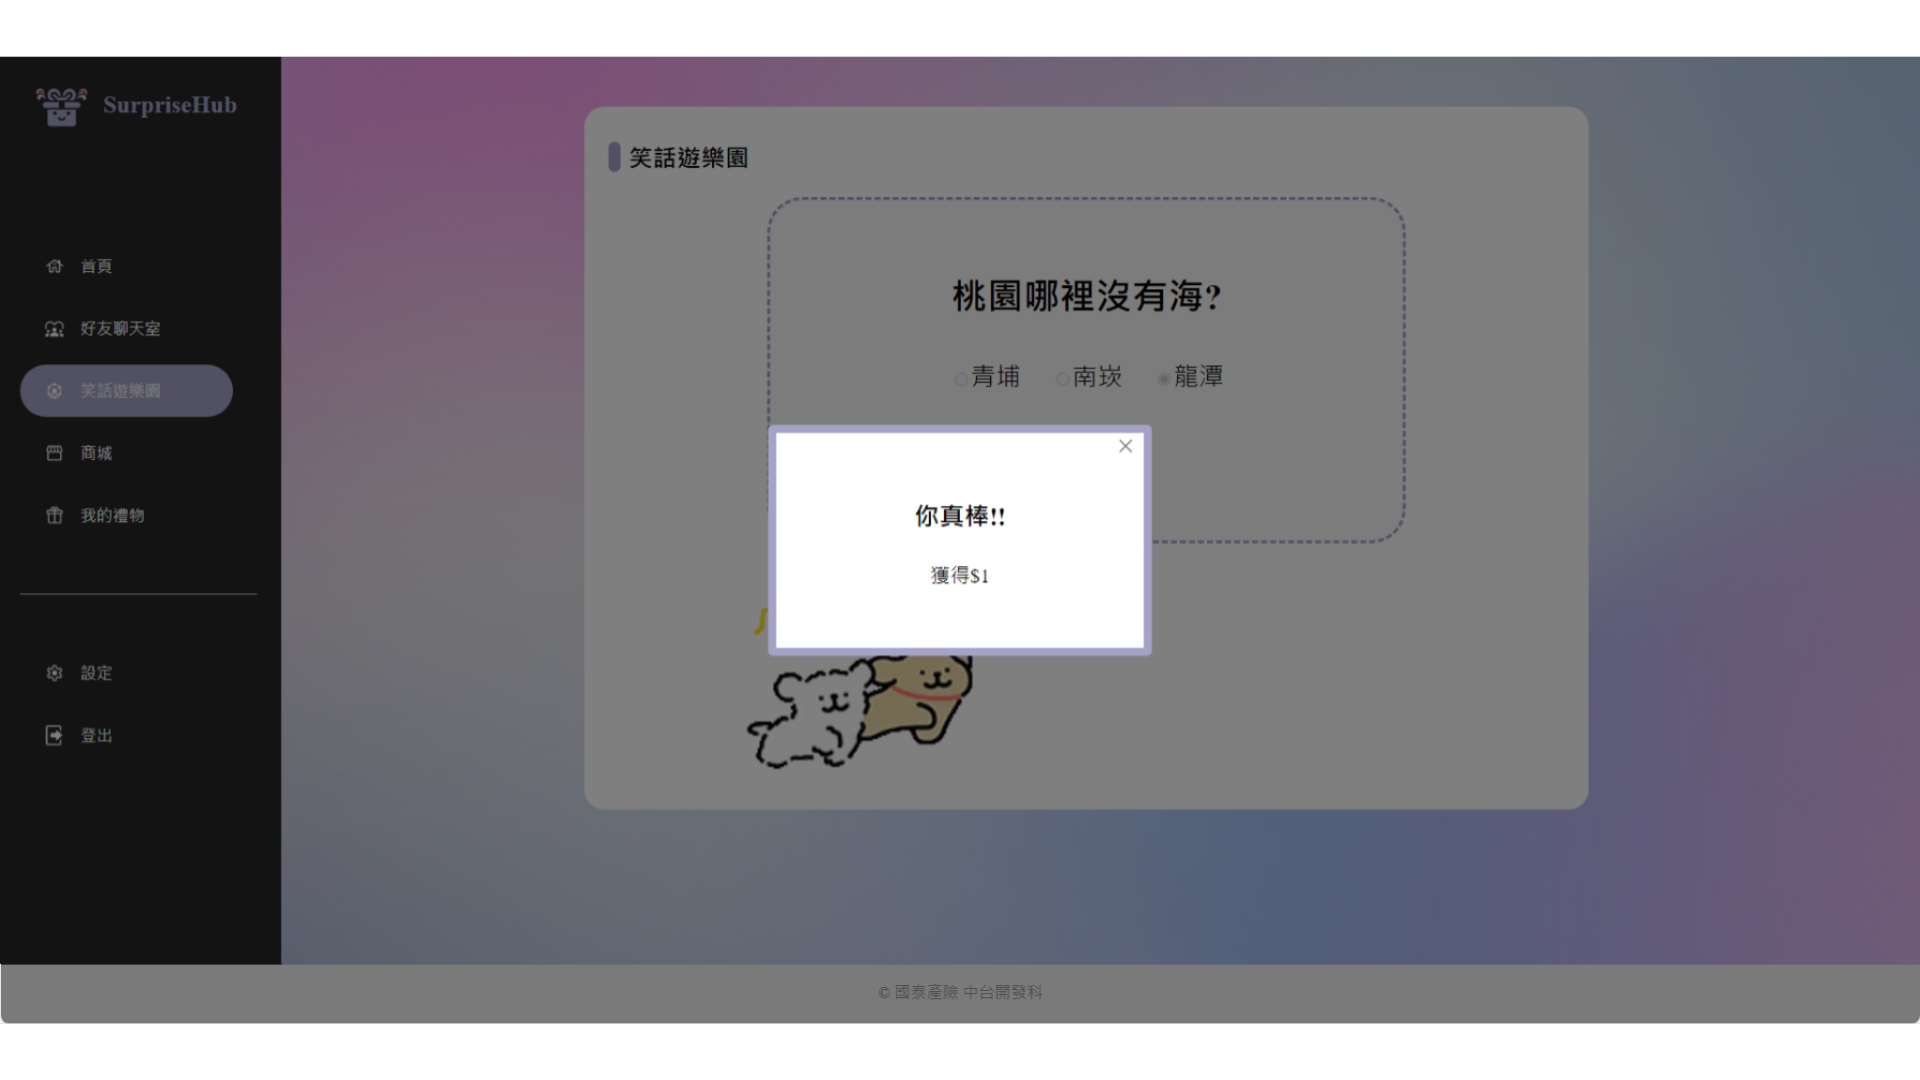 SurpriseHub
首頁
好友聊天室
笑話遊樂園
商城
我的禮物
設定
登出
笑話遊樂園
桃園哪裡沒有海?
青埔 南崁 龍潭
你真棒!!
獲得$1
© 國泰產險 中台開發科